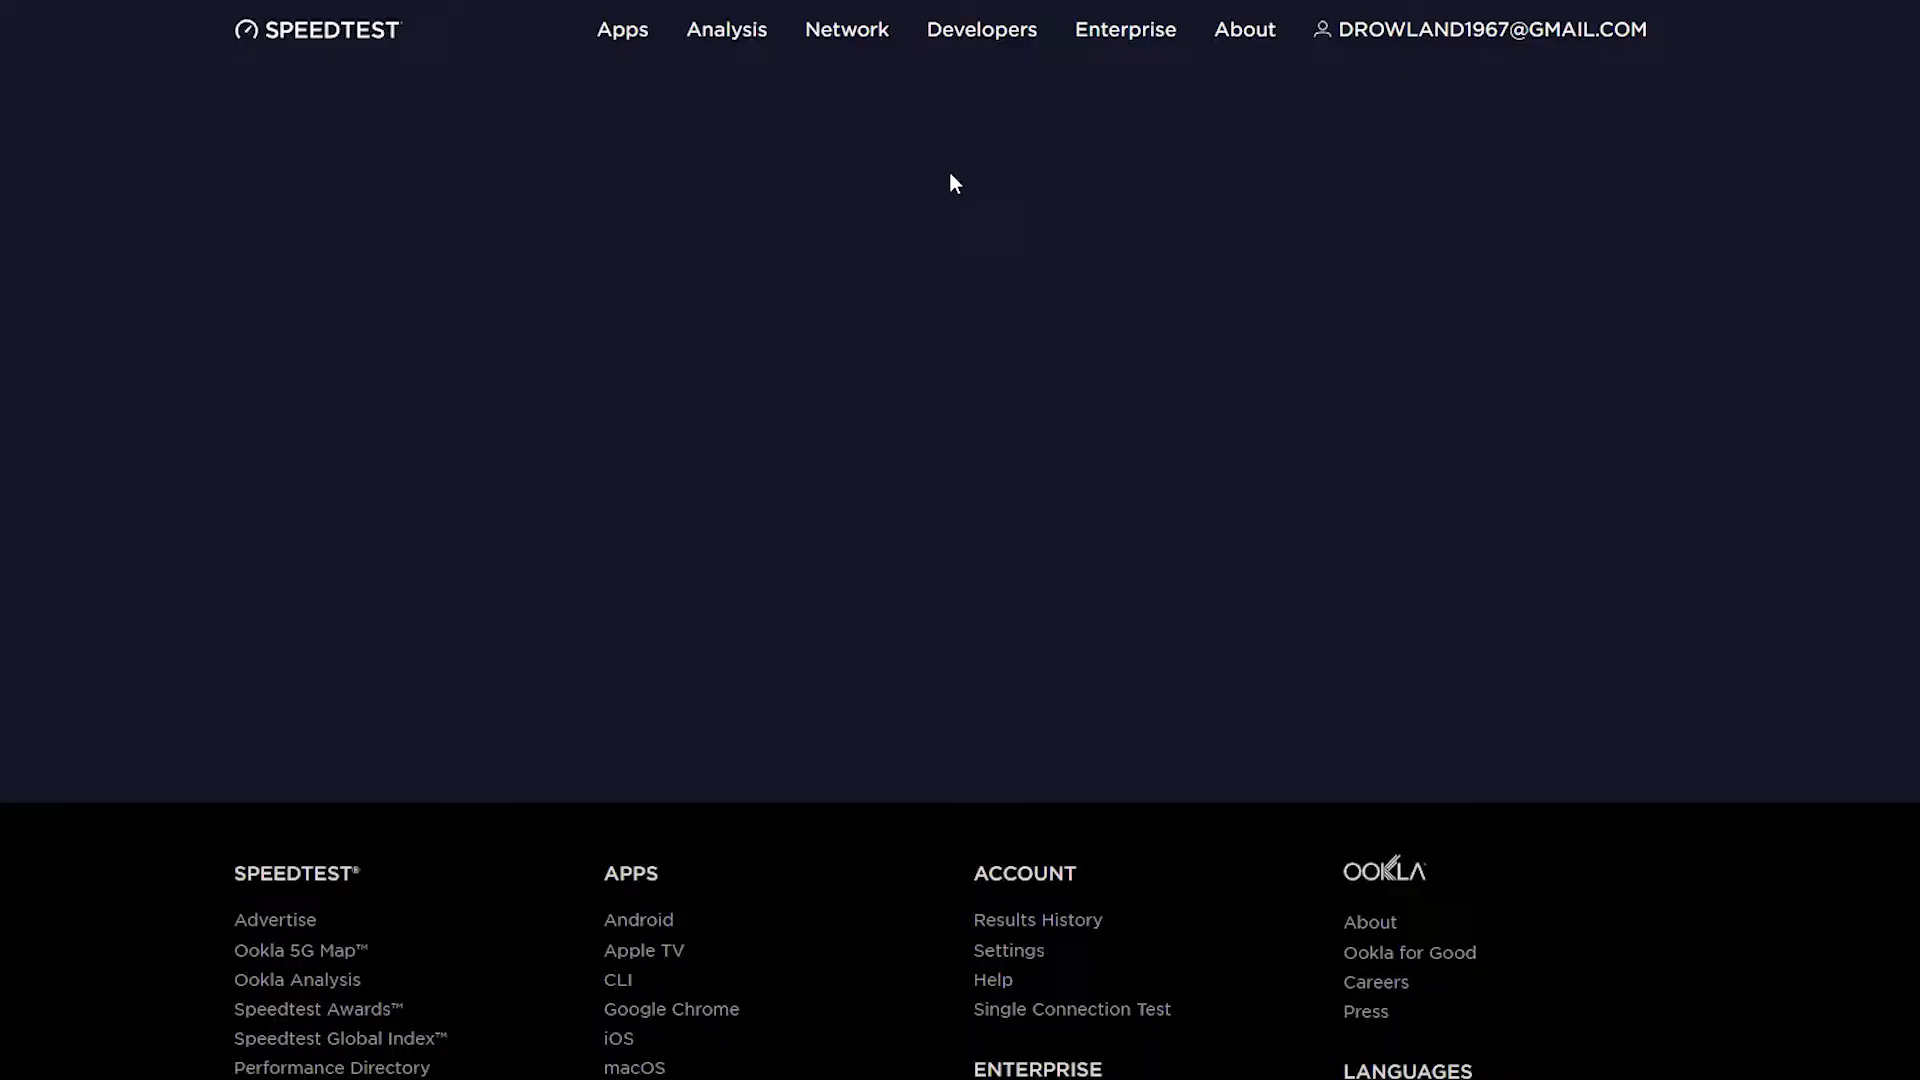 SPEEDTEST
Apps Analysis Network Developers Enterprise About DROWLAND1967@GMAIL.COM
SPEEDTEST®
Advertise
Ookla 5G Map™
Ookla Analysis
Speedtest Awards™
Speedtest Global Index™
Performance Directory
APPS
Android
Apple TV
CLI
Google Chrome
iOS
macOS
ACCOUNT
Results History
Settings
Help
Single Connection Test
ENTERPRISE
OOKLA
About
Ookla for Good
Careers
Press
LANGUAGES